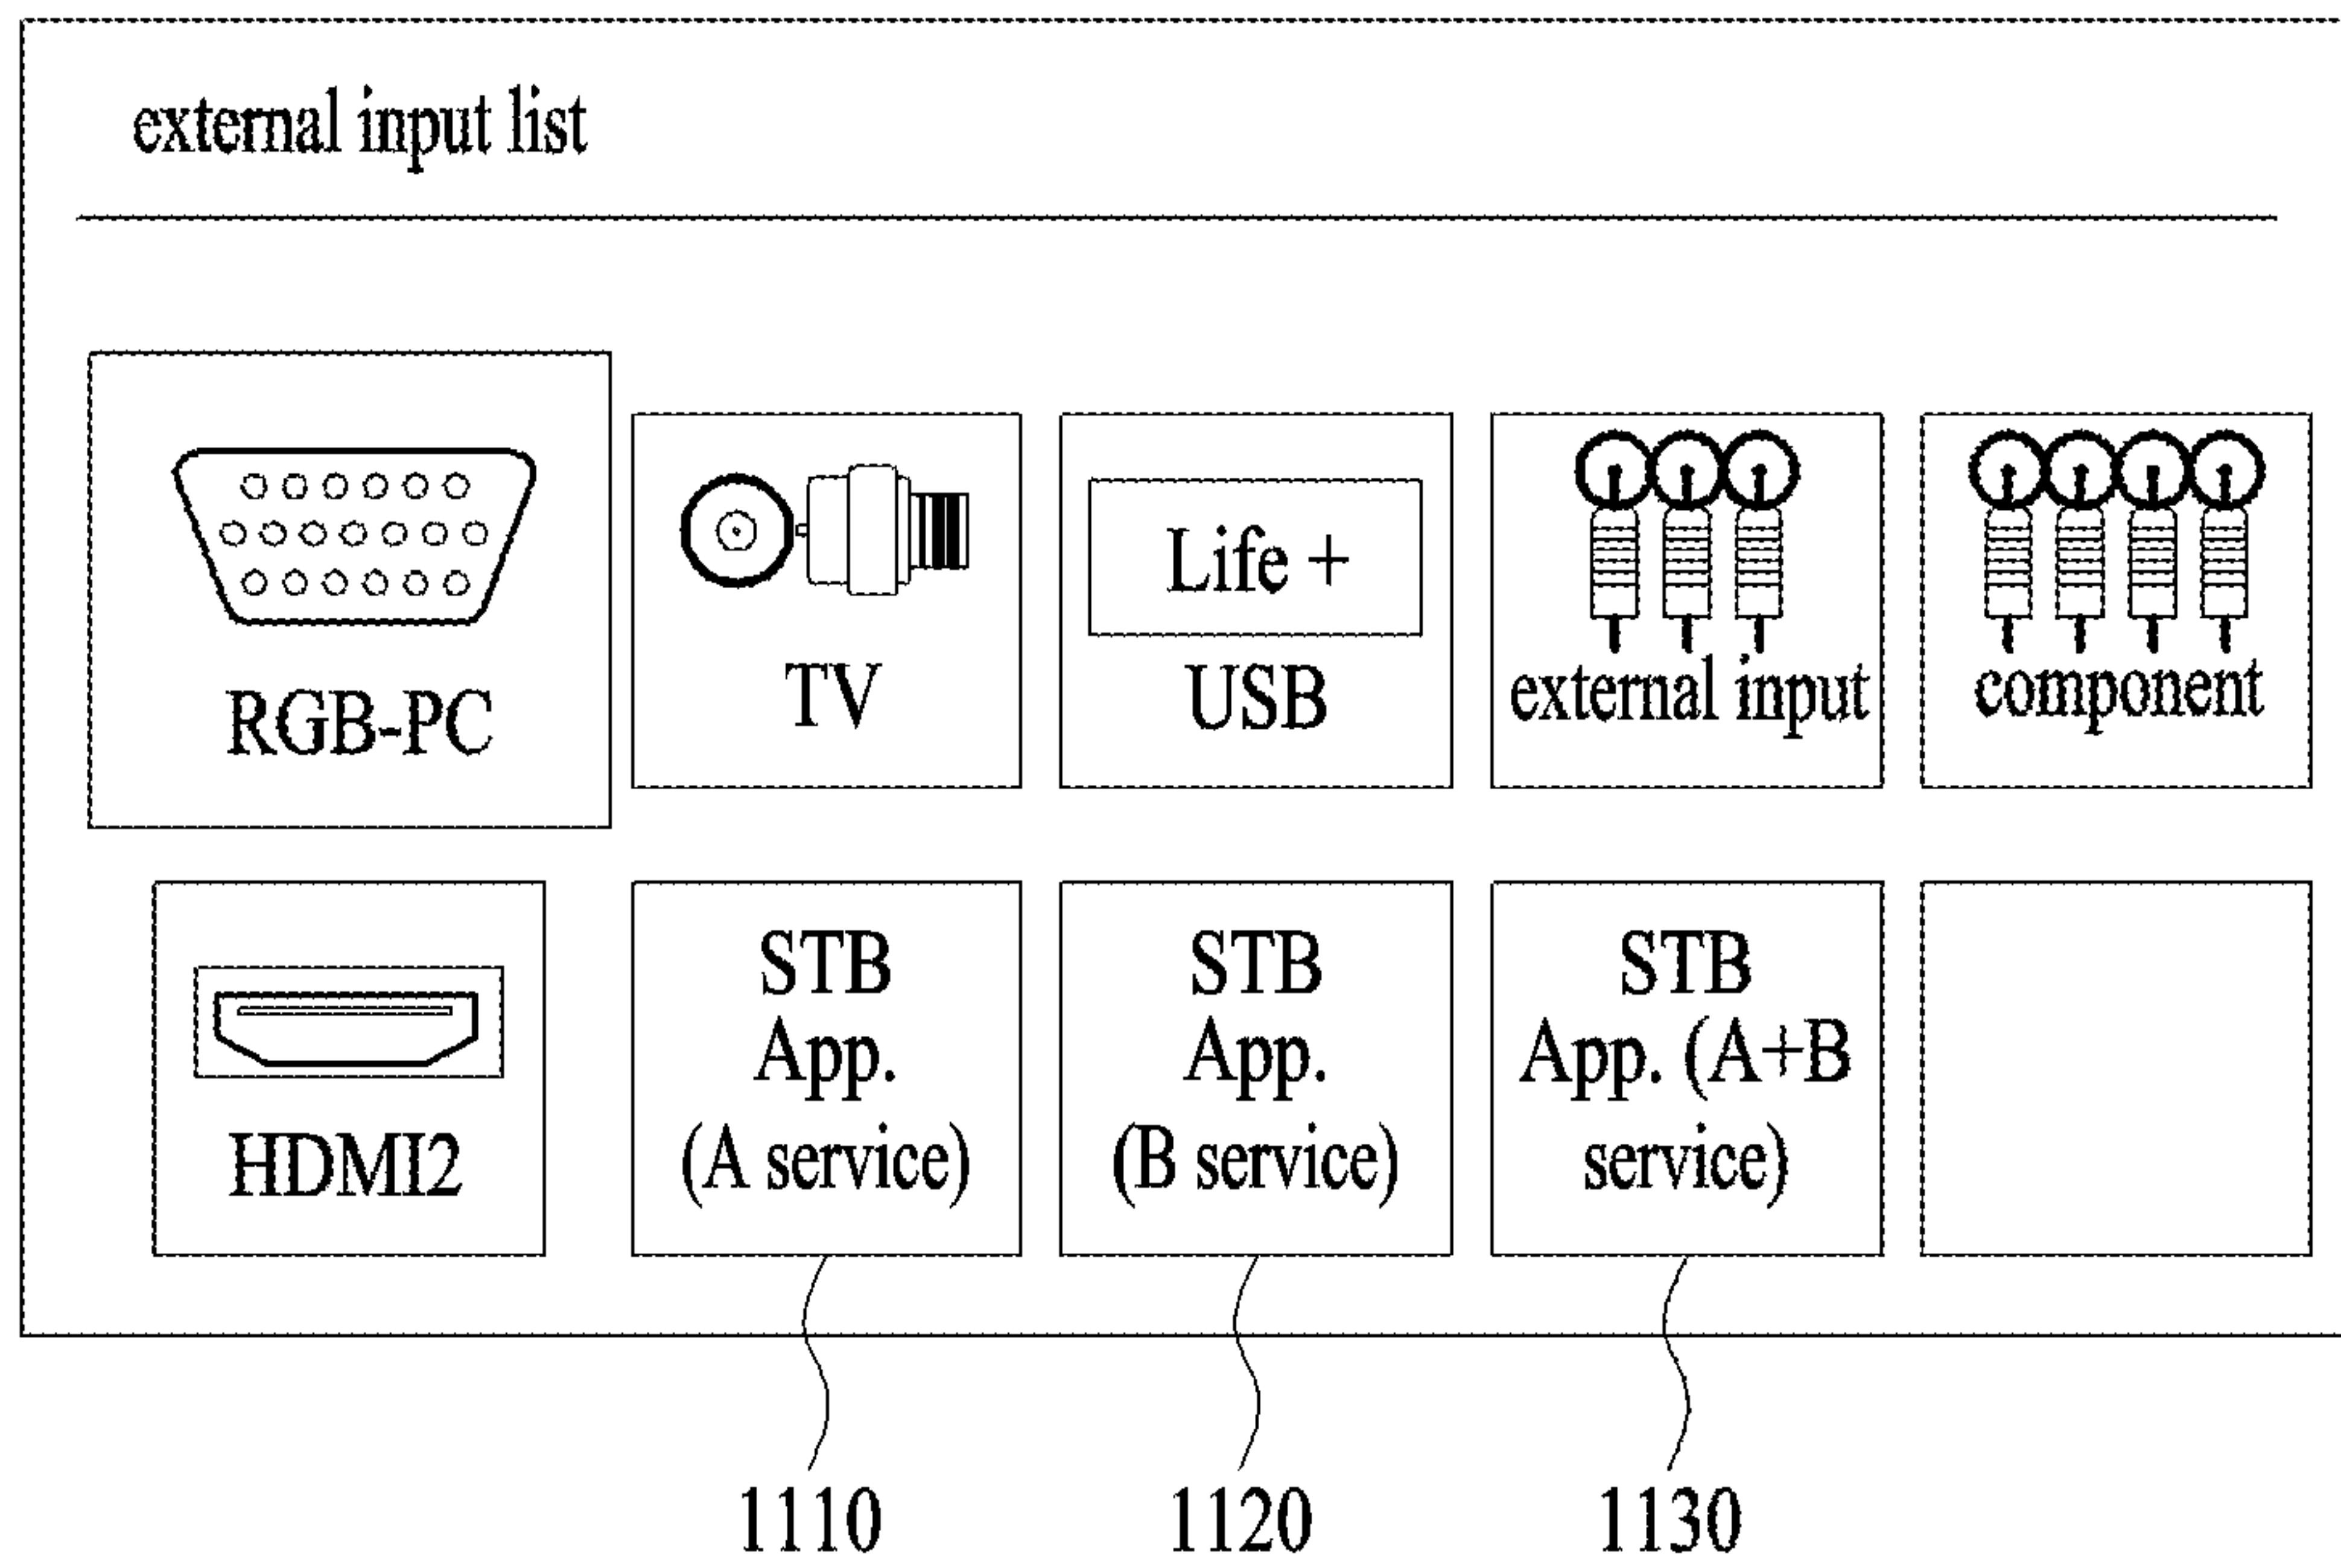 external input list
RGB-PC
TV
Life +
USB
external input
component
HDMI2
STB
App.
(A service)
STB
App.
(B service)
STB
App. (A+B
service)
1110
1120
1130